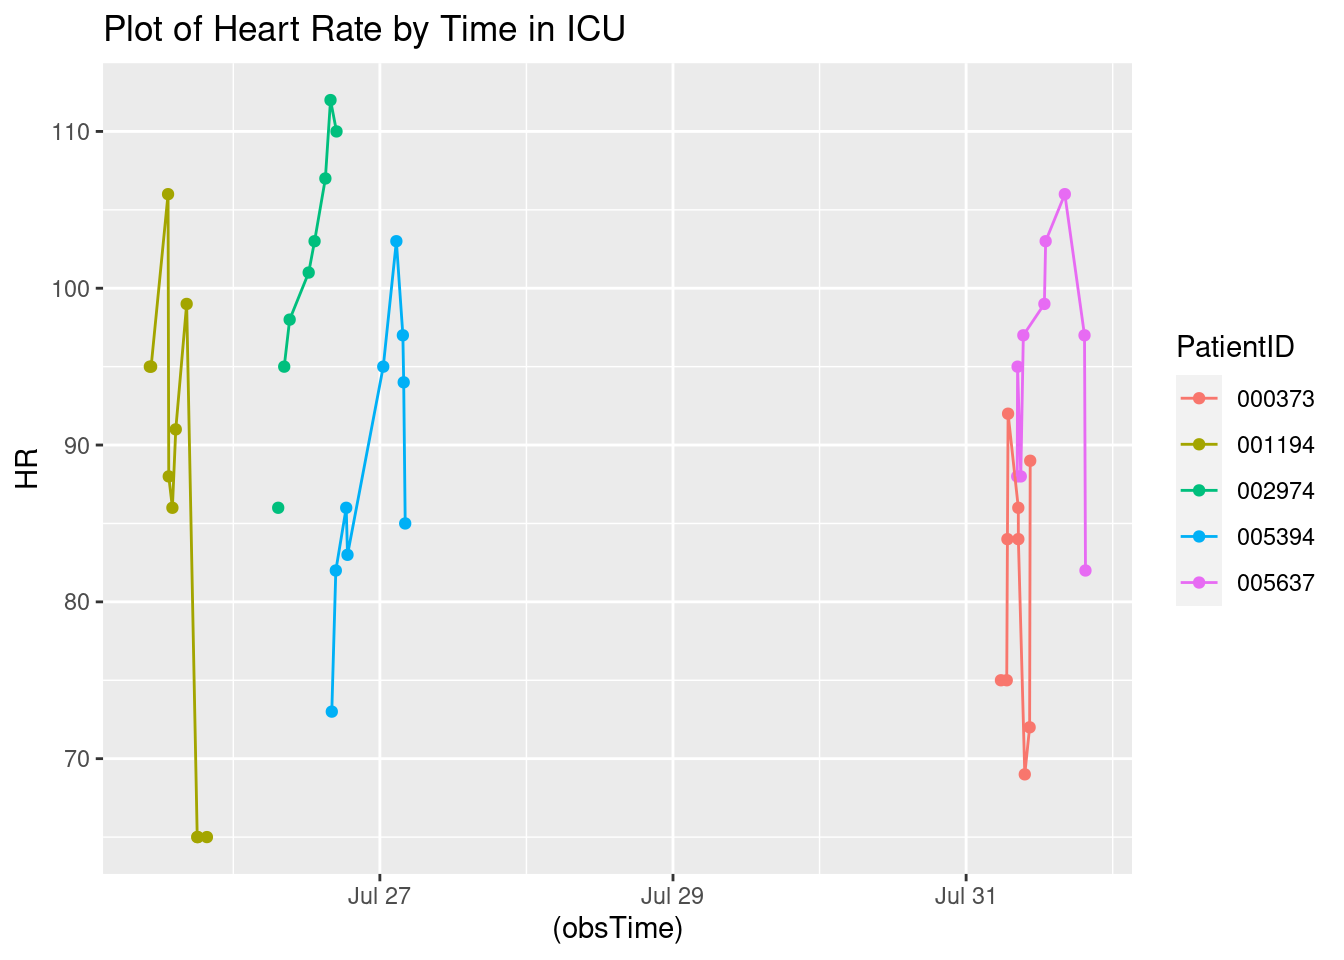 Plot of Heart Rate by Time in ICU
110
100
90
80
70
HR
Jul 27
Jul 29
Jul 31
(obsTime)
PatientID
000373
001194
002974
005394
005637